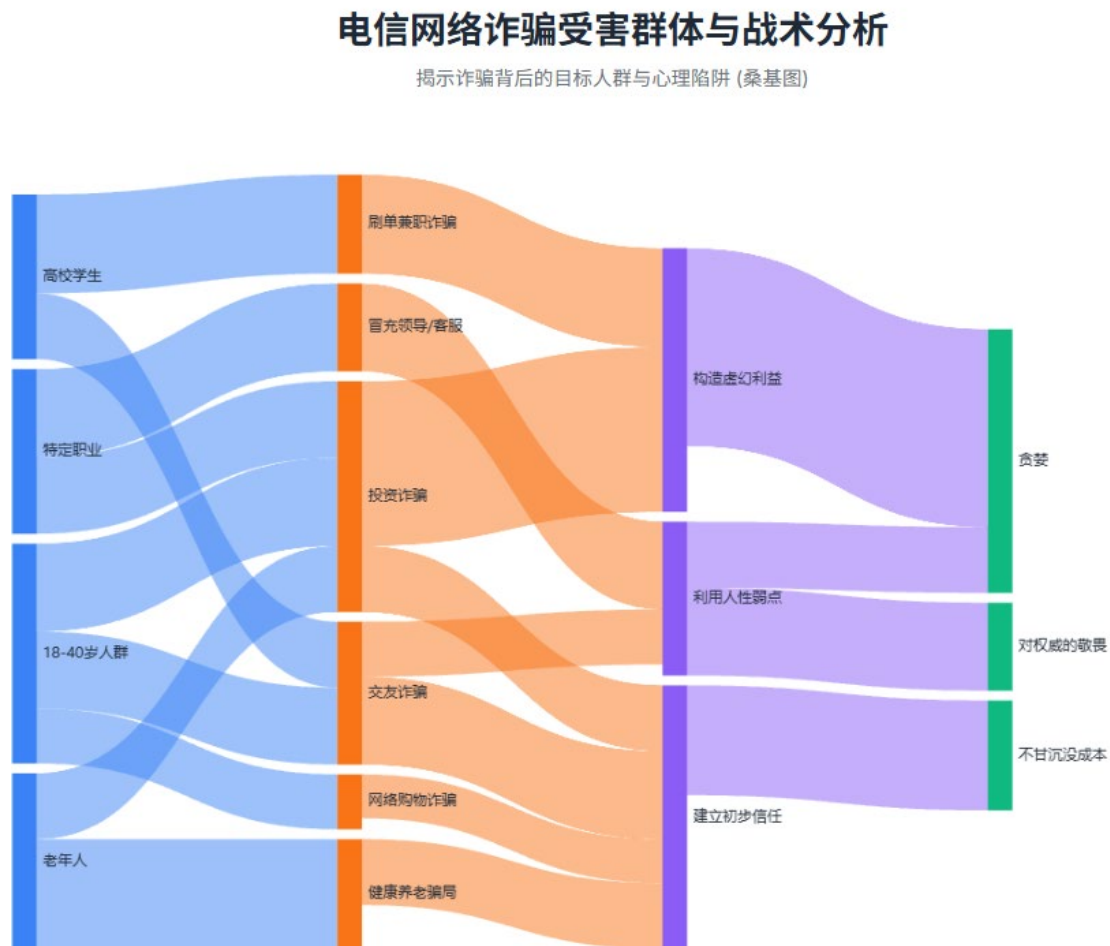 电信网络诈骗受害群体与战术分析
揭示诈骗背后的目标人群与心理陷阱 (桑基图)
高校学生
特定职业
18-40岁人群
老年人
刷单兼职诈骗
冒充领导/客服
投资诈骗
交友诈骗
网络购物诈骗
健康养老骗局
构造虚幻利益
利用人性弱点
建立初步信任
贪婪
对权威的敬畏
不甘沉没成本